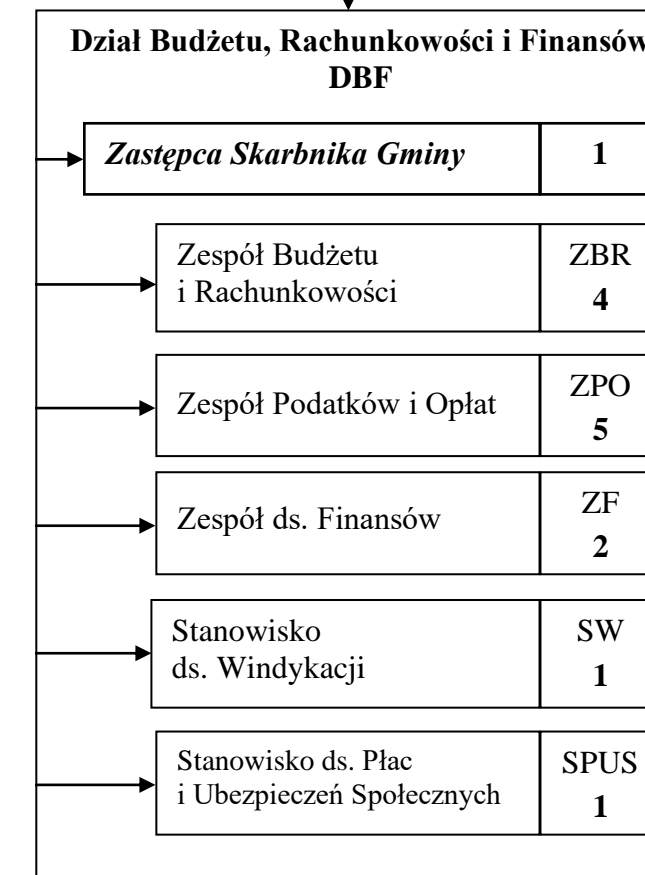 Dział Budżetu, Rachunkowości i Finansów
DBF
Zastępca Skarbnika Gminy 1
Zespół Budżetu ZBR
i Rachunkowości 4
Zespół Podatków i Opłat ZPO
5
Zespół ds. Finansów ZF
2
Stanowisko SW
ds. Windykacji 1
Stanowisko ds. Płac SPUS
i Ubezpieczeń Społecznych 1